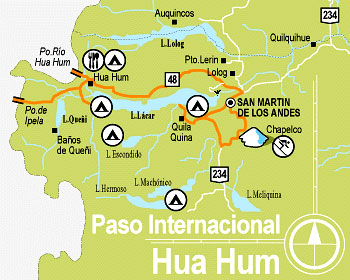 Auquincos
234
Quilquihue
L.Lolog
Pto.Lerin
Lolog
Po.Río
Hua Hum
Hua Hum
48
SAN MARTIN
DE LOS ANDES
Po.de
Ipela
L.Queñi
L.Lácar
Quila
Quina
Chapelco
Baños
de Queñi
L. Escondido
L. Hermoso
L. Machónico
234
L. Meliquina
Paso Internacional
Hua Hum